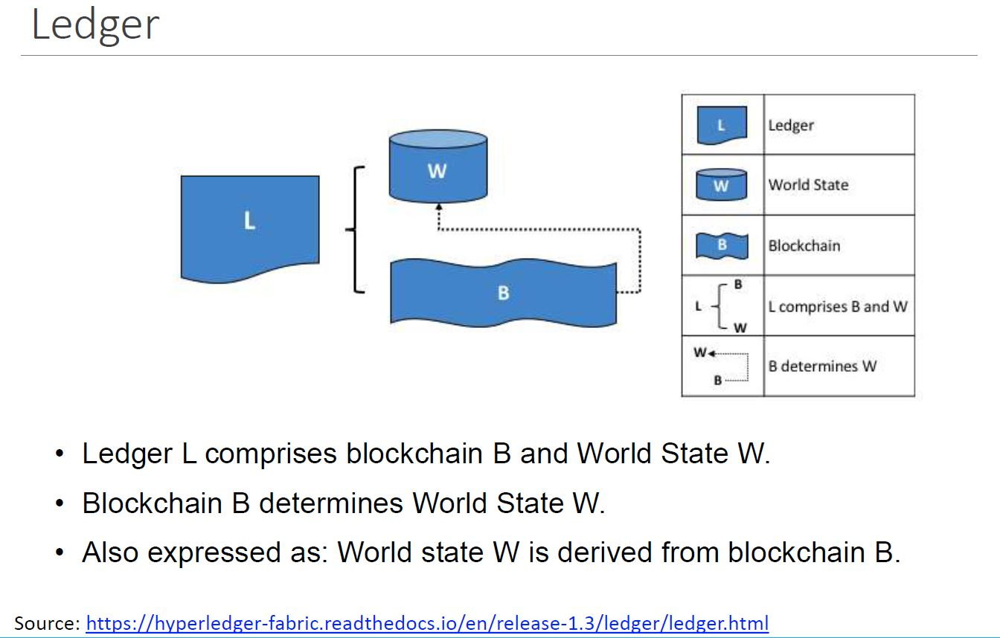 Ledger
W
L
B
L Ledger
W World State
B Blockchain
B
L L comprises B and W
W
W
B determines W
B
• Ledger L comprises blockchain B and World State W.
• Blockchain B determines World State W.
• Also expressed as: World state W is derived from blockchain B.
Source: https://hyperledger-fabric.readthedocs.io/en/release-1.3/ledger/ledger.html